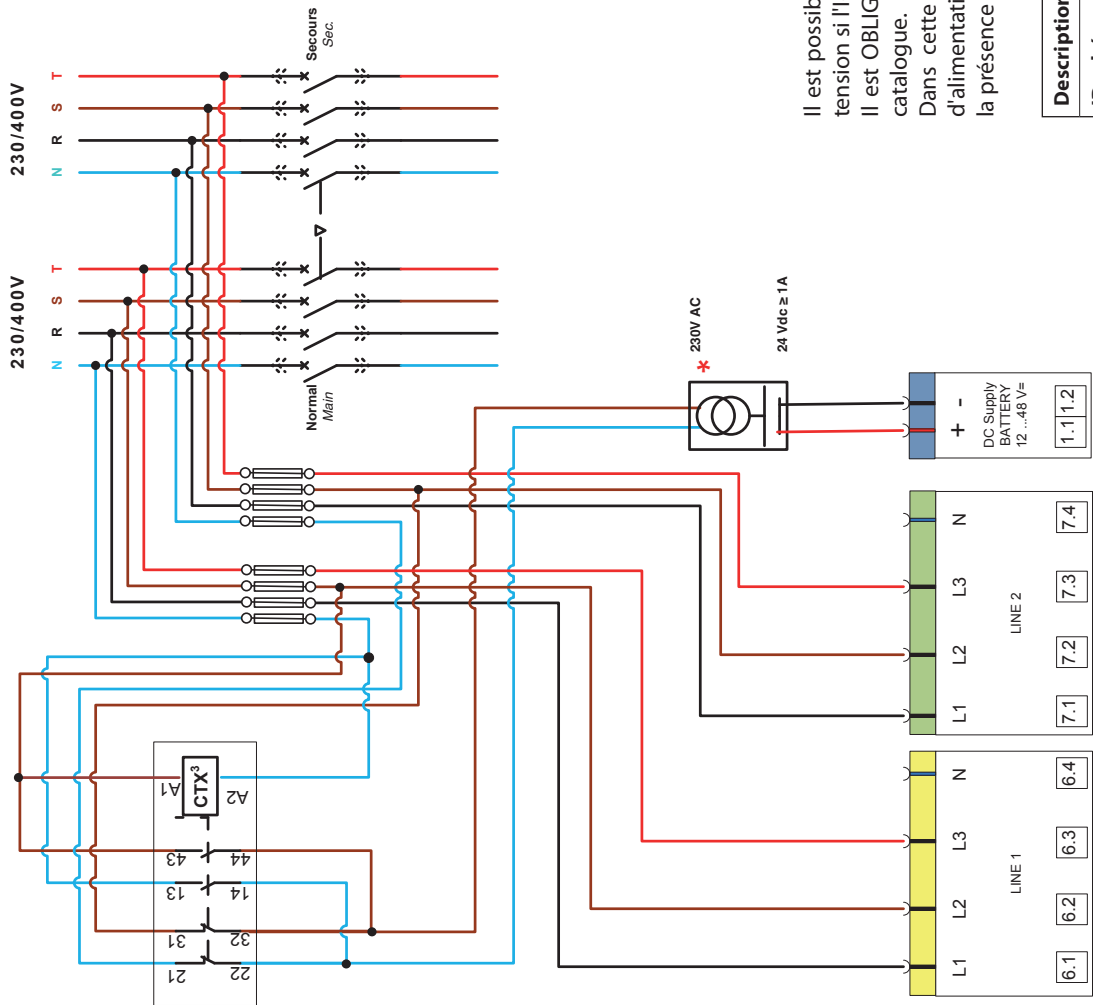 230/400V
230/400V
N
R
S
T
N
R
S
T
Normal
Main
Secours
Sec.
Il est possib
tension si l'I
Il est OBLIG
catalogue.
Dans cette
d'alimentati
la présence
Description
A1
CTX³
A2
43
44
13
14
31
32
21
22
*
230V AC
24 Vdc ≥ 1A
+ -
DC Supply
BATTERY
12 ...48 V=
1.1 1.2
L1 L2 L3 N
LINE 2
7.1 7.2 7.3 7.4
L1 L2 L3 N
LINE 1
6.1 6.2 6.3 6.4